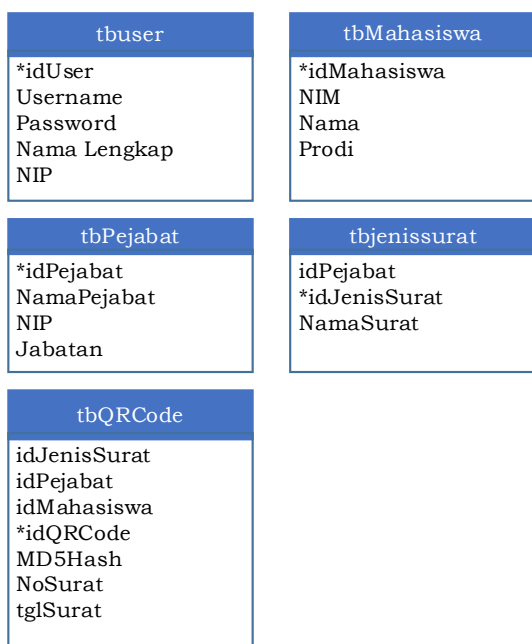 tbuser
*idUser
Username
Password
Nama Lengkap
NIP
tbMahasiswa
*idMahasiswa
NIM
Nama
Prodi
tbPejabat
*idPejabat
NamaPejabat
NIP
Jabatan
tbjenissurat
idPejabat
*idJenisSurat
NamaSurat
tbQRCode
idJenisSurat
idPejabat
idMahasiswa
*idQRCode
MD5Hash
NoSurat
tglSurat